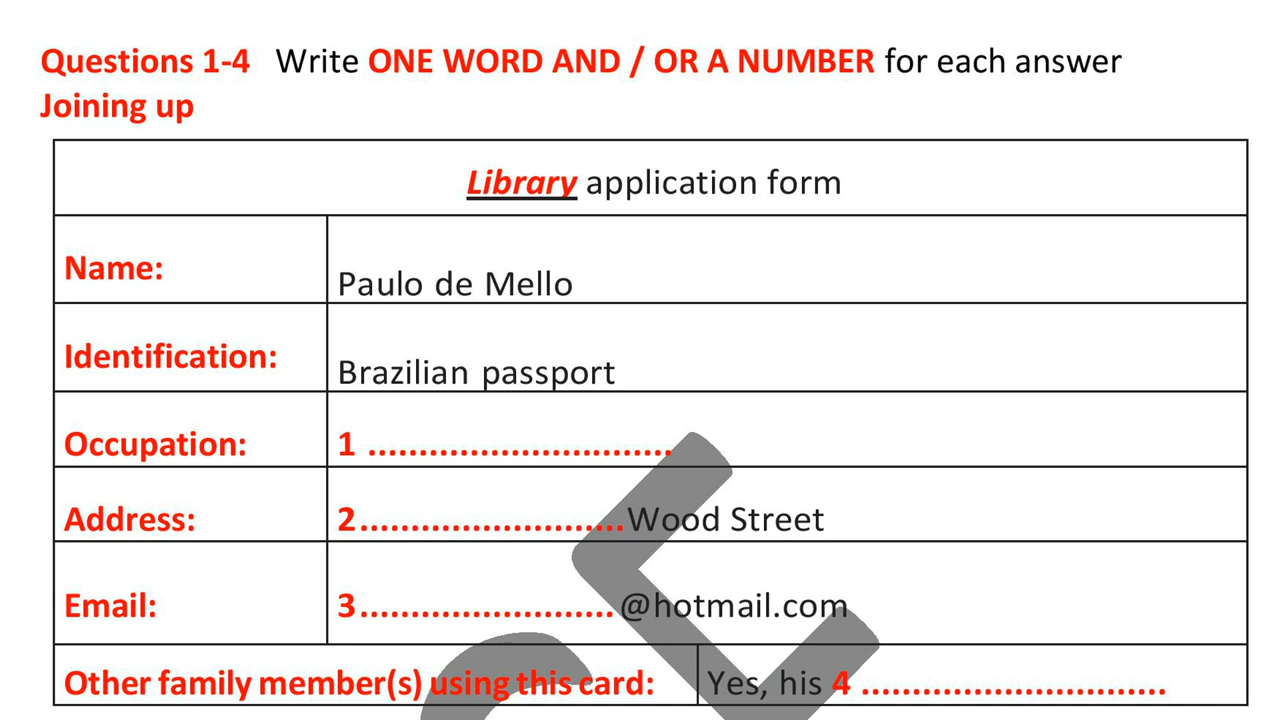 Questions 1-4 Write ONE WORD AND / OR A NUMBER for each answer
Joining up
Library application form
Name: Paulo de Mello
Identification: Brazilian passport
Occupation: 1 ..............................
Address: 2.........................Wood Street
Email: 3.........................@hotmail.com
Other family member(s) using this card: Yes, his 4 ..............................